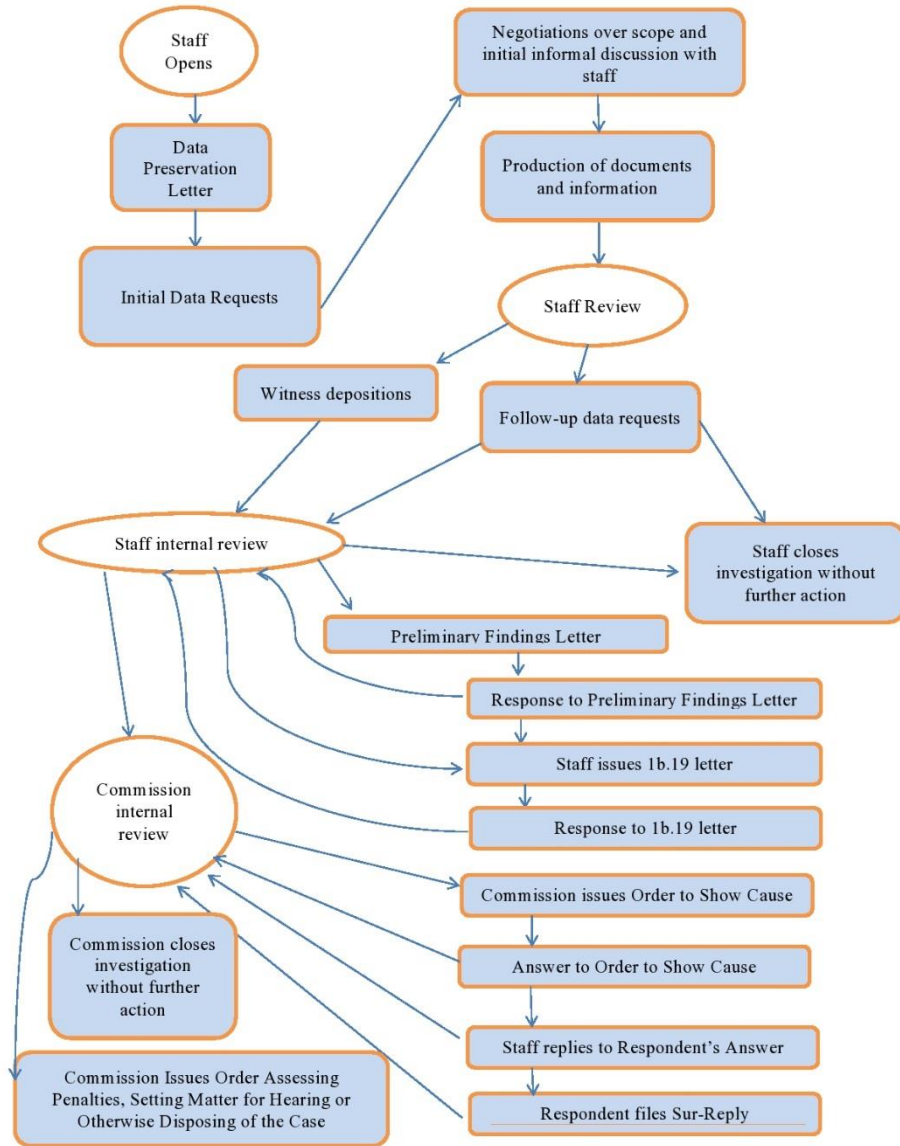 Staff
Opens
Data
Preservation
Letter
Initial Data Requests
Negotiations over scope and
initial informal discussion with
staff
Production of documents
and information
Staff Review
Witness depositions
Follow-up data requests
Staff internal review
Staff closes
investigation without
further action
Preliminary Findings Letter
Response to Preliminary Findings Letter
Staff issues 1b.19 letter
Response to 1b.19 letter
Commission
internal
review
Commission issues Order to Show Cause
Answer to Order to Show Cause
Staff replies to Respondent’s Answer
Respondent files Sur-Reply
Commission closes
investigation
without further
action
Commission Issues Order Assessing
Penalties, Setting Matter for Hearing or
Otherwise Disposing of the Case